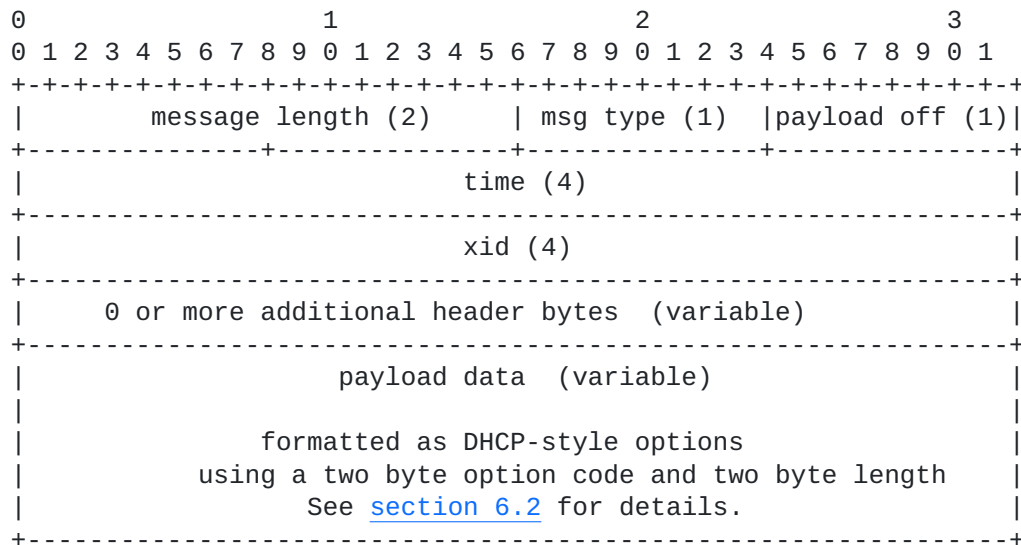 0                   1                   2                   3
0 1 2 3 4 5 6 7 8 9 0 1 2 3 4 5 6 7 8 9 0 1 2 3 4 5 6 7 8 9 0 1
+-+-+-+-+-+-+-+-+-+-+-+-+-+-+-+-+-+-+-+-+-+-+-+-+-+-+-+-+-+-+-+-+
|        message length (2)     | msg type (1)  |payload off (1)|
+---------------+---------------+---------------+---------------+
|                            time (4)                           |
+---------------------------------------------------------------+
|                            xid (4)                            |
+---------------------------------------------------------------+
|     0 or more additional header bytes  (variable)             |
+---------------------------------------------------------------+
|                    payload data  (variable)                   |
|                                                               |
|               formatted as DHCP-style options                 |
|           using a two byte option code and two byte length    |
|                  See section 6.2 for details.                 |
+---------------------------------------------------------------+